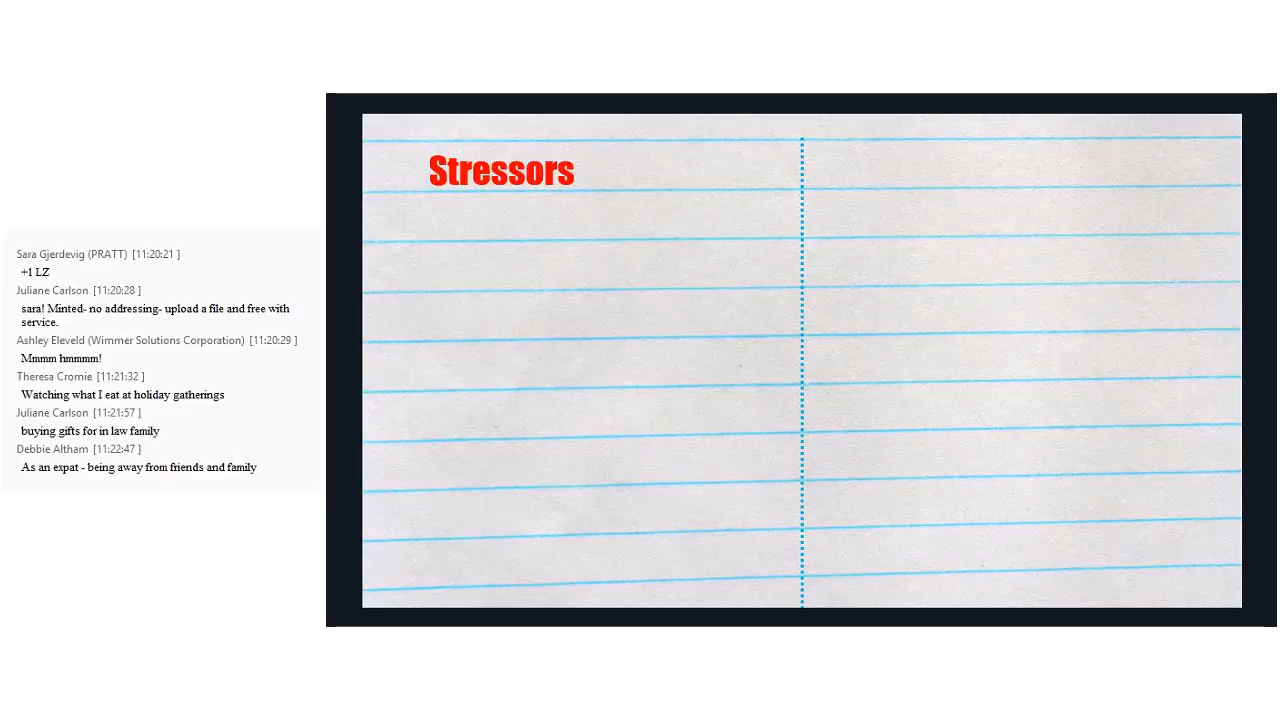 Sara Gjerdevig (PRATT) [11:20:21 ]
+1 LZ
Juliane Carlson [11:20:28 ]
sara! Minted- no addressing- upload a file and free with
service.
Ashley Eleveld (Wimmer Solutions Corporation) [11:20:29 ]
Mmmm hmmmm!
Theresa Cromie [11:21:32 ]
Watching what I eat at holiday gatherings
Juliane Carlson [11:21:57 ]
buying gifts for in law family
Debbie Altham [11:22:47 ]
As an expat - being away from friends and family
Stressors